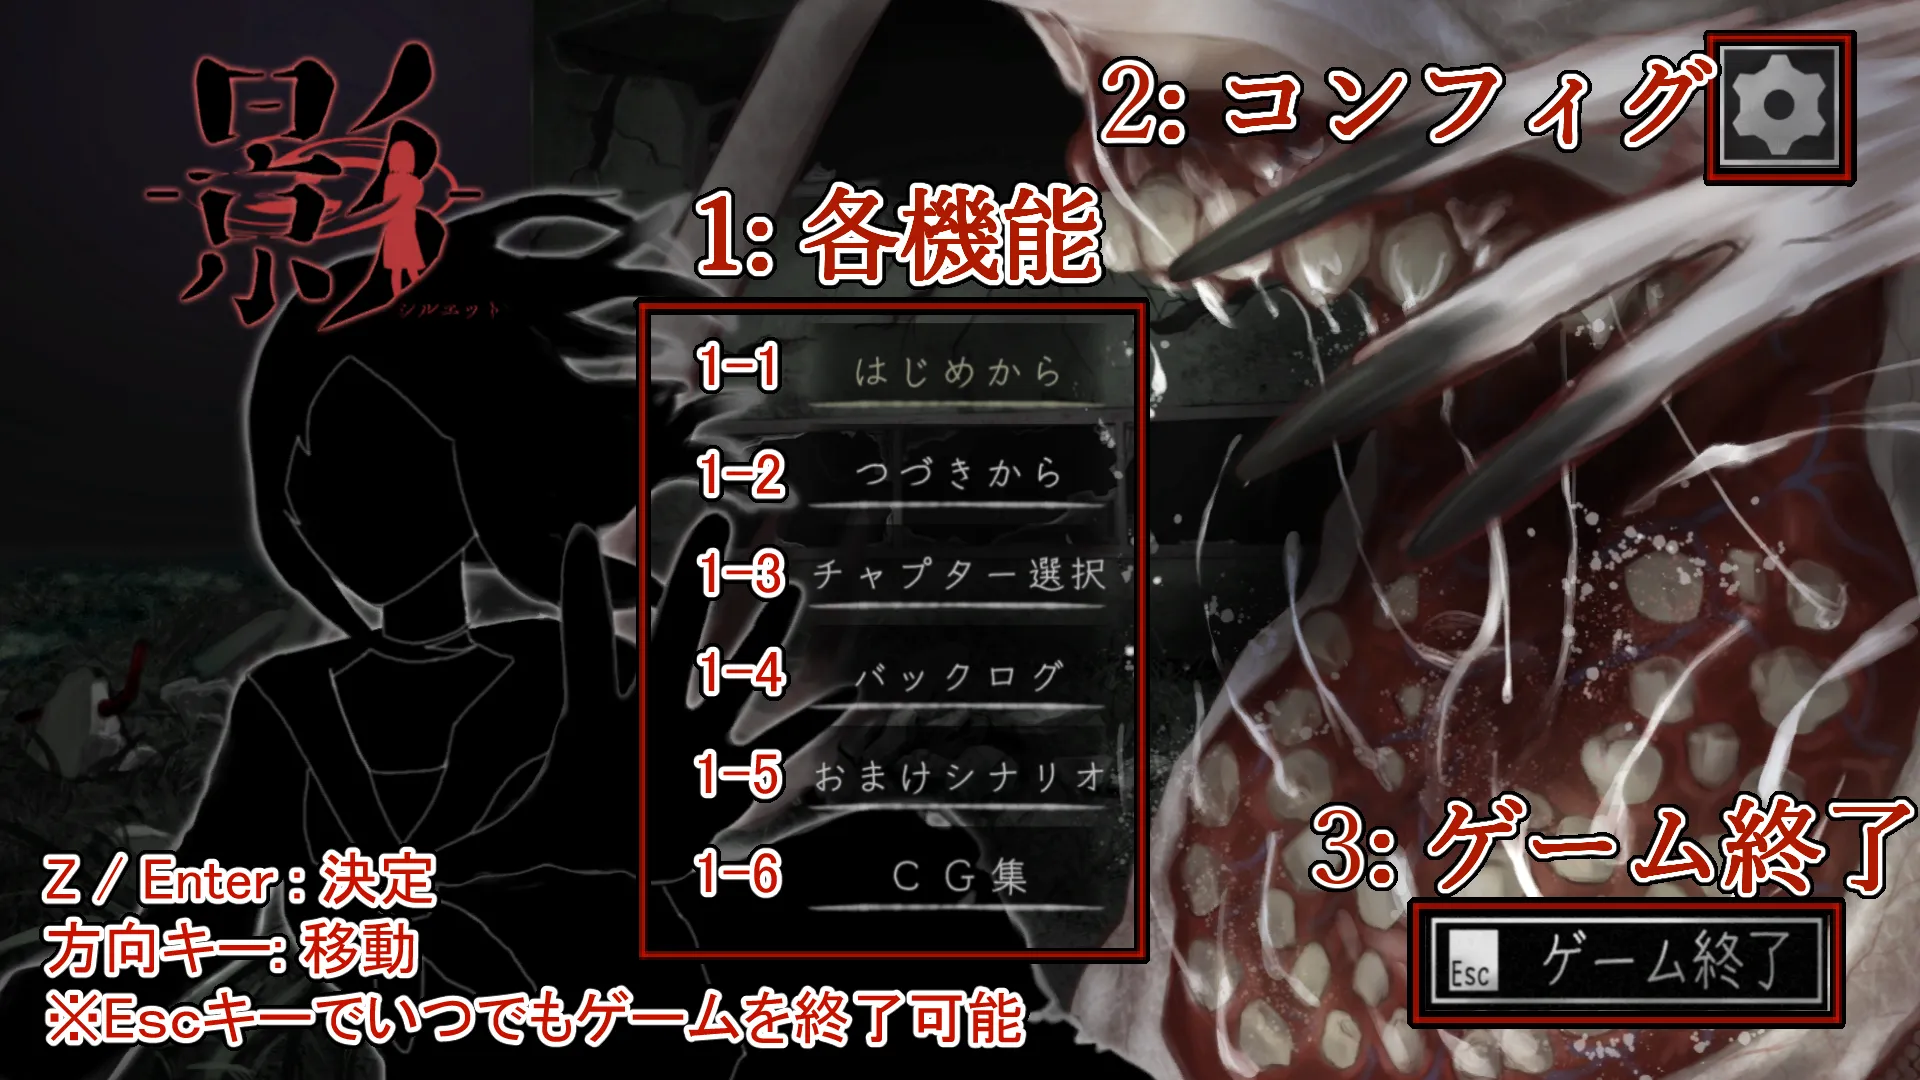 影
シルエット
2: コンフィグ
1: 各機能
1-1 はじめから
1-2 つづきから
1-3 チャプター選択
1-4 バックログ
1-5 おまけシナリオ
1-6 CG集
3: ゲーム終了
Esc ゲーム終了
Z / Enter : 決定
方向キー: 移動
※Escキーでいつでもゲームを終了可能